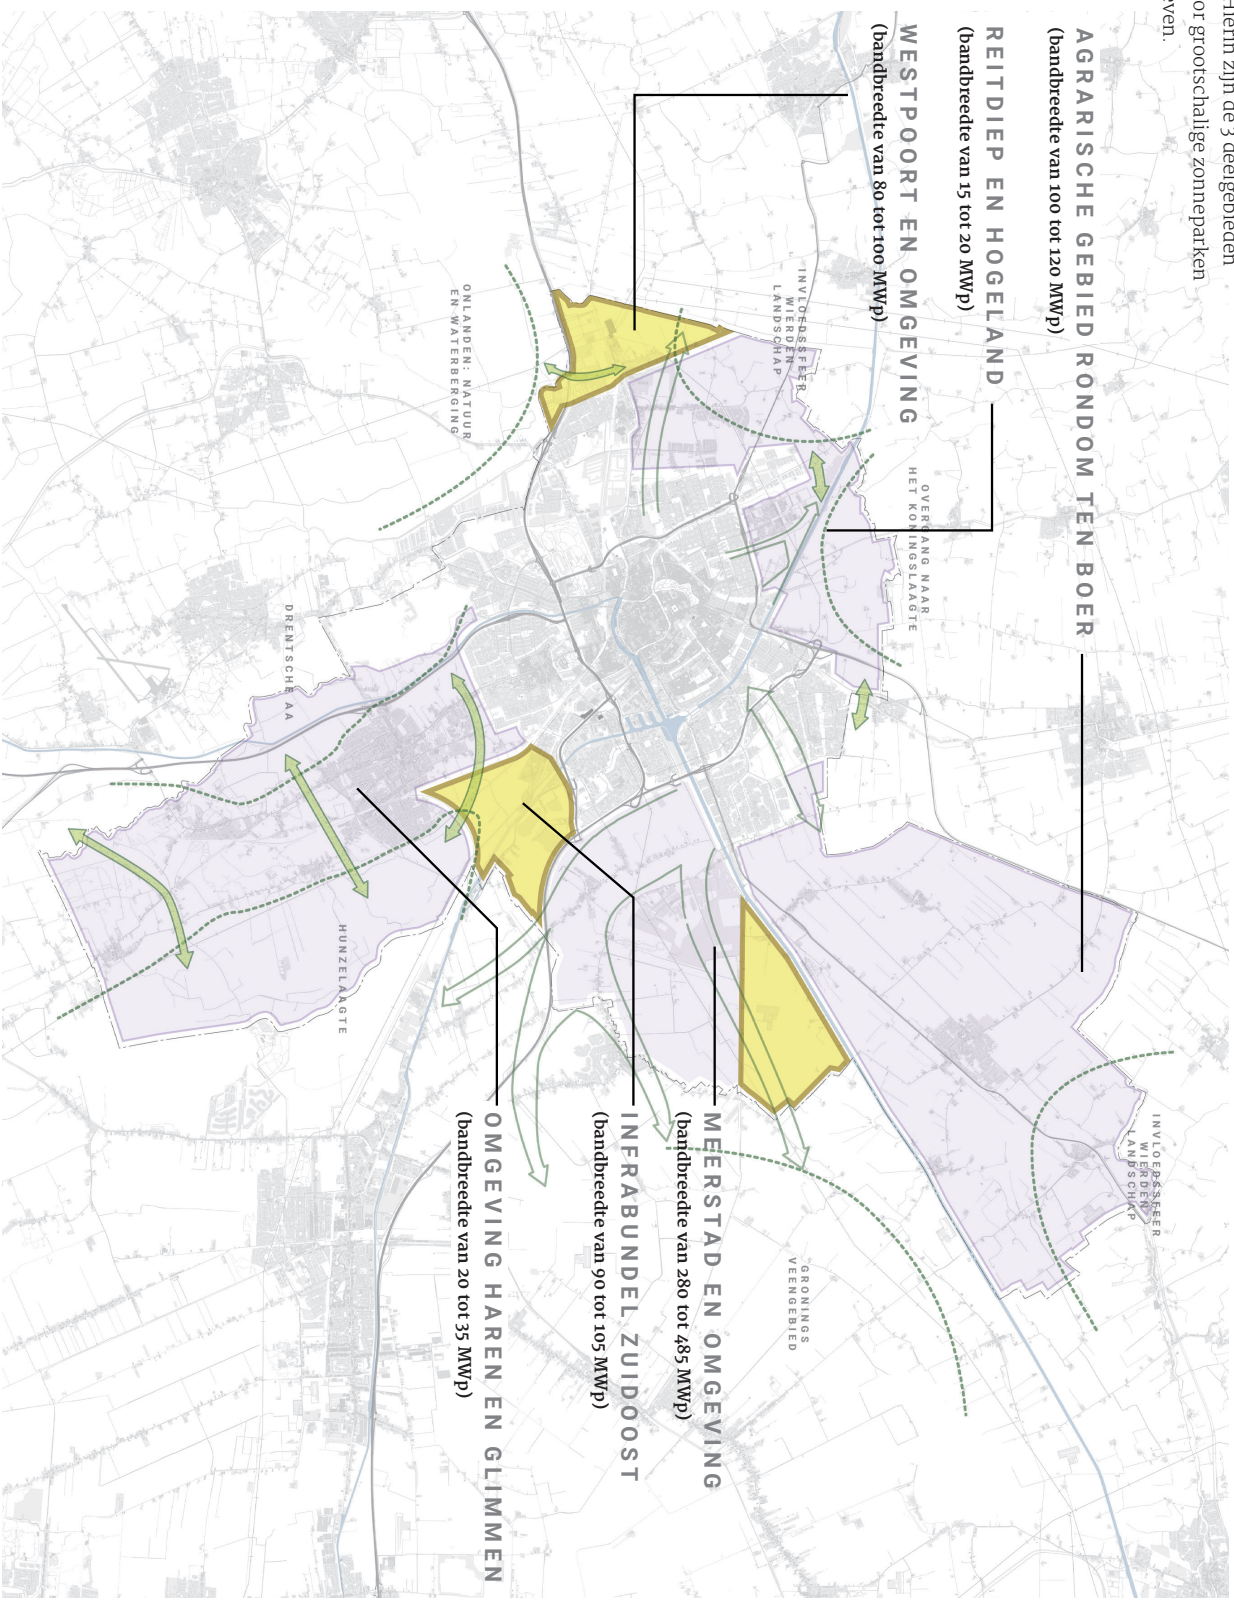 Hierin zijn de 3 deelgebieden
or grootschalige zonneparken
even.
AGRARISCHE GEBIED RONDOM TEN BOER
(bandbreedte van 100 tot 120 MWp)
REITDIEP EN HOGELAND
(bandbreedte van 15 tot 20 MWp)
WESTPOORT EN OMGEVING
(bandbreedte van 80 tot 100 MWp)
INVLOEDSSFEER
WIERDEN
LANDSCHAP
OVERGANG NAAR
HET KONINGSLAAGTE
ONLANDEN: NATUUR
EN WATERBERGING
DRENTSCHE AA
HUNZELAAGTE
INVLOEDSSFEER
WIERDEN
LANDSCHAP
GRONINGS
VEENGEBIED
MEERSTAD EN OMGEVING
(bandbreedte van 280 tot 485 MWp)
INFRABUNDEL ZUIDOOST
(bandbreedte van 90 tot 105 MWp)
OMGEVING HAREN EN GLIMMEN
(bandbreedte van 20 tot 35 MWp)